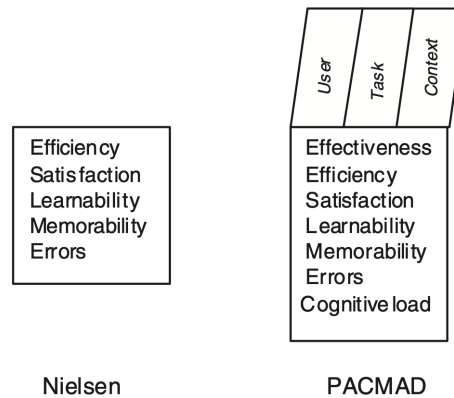 Efficiency
Satisfaction
Learnability
Memorability
Errors
Nielsen
User
Task
Context
Effectiveness
Efficiency
Satisfaction
Learnability
Memorability
Errors
Cognitive load
PACMAD